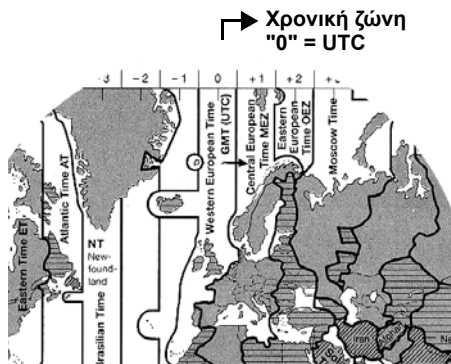 Χρονική ζώνη
"0" = UTC
-3
-2
-1
0
+1
+2
Eastern Time ET
Atlantic Time AT
NT
New-
found-
land
Western European Time
GMT (UTC)
Central European
Time MEZ
Eastern
European
Time OEZ
Moscow Time
Iran